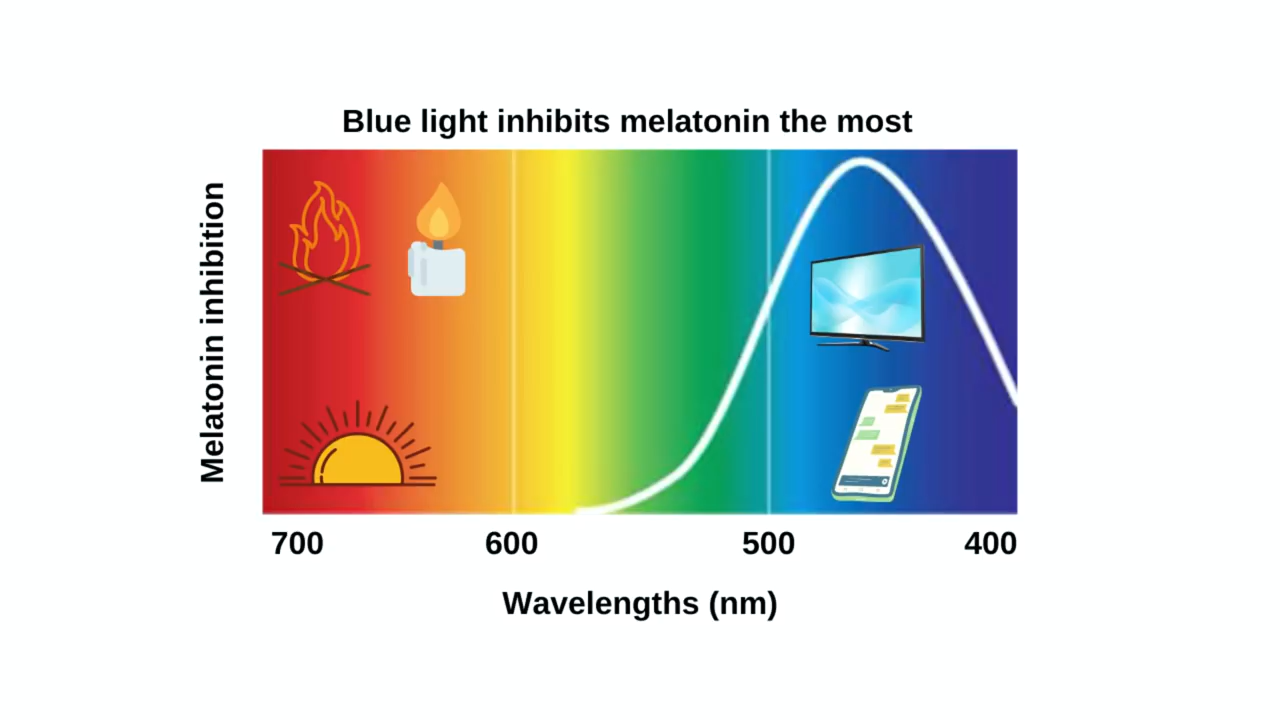 Blue light inhibits melatonin the most
Melatonin inhibition
700 600 500 400
Wavelengths (nm)